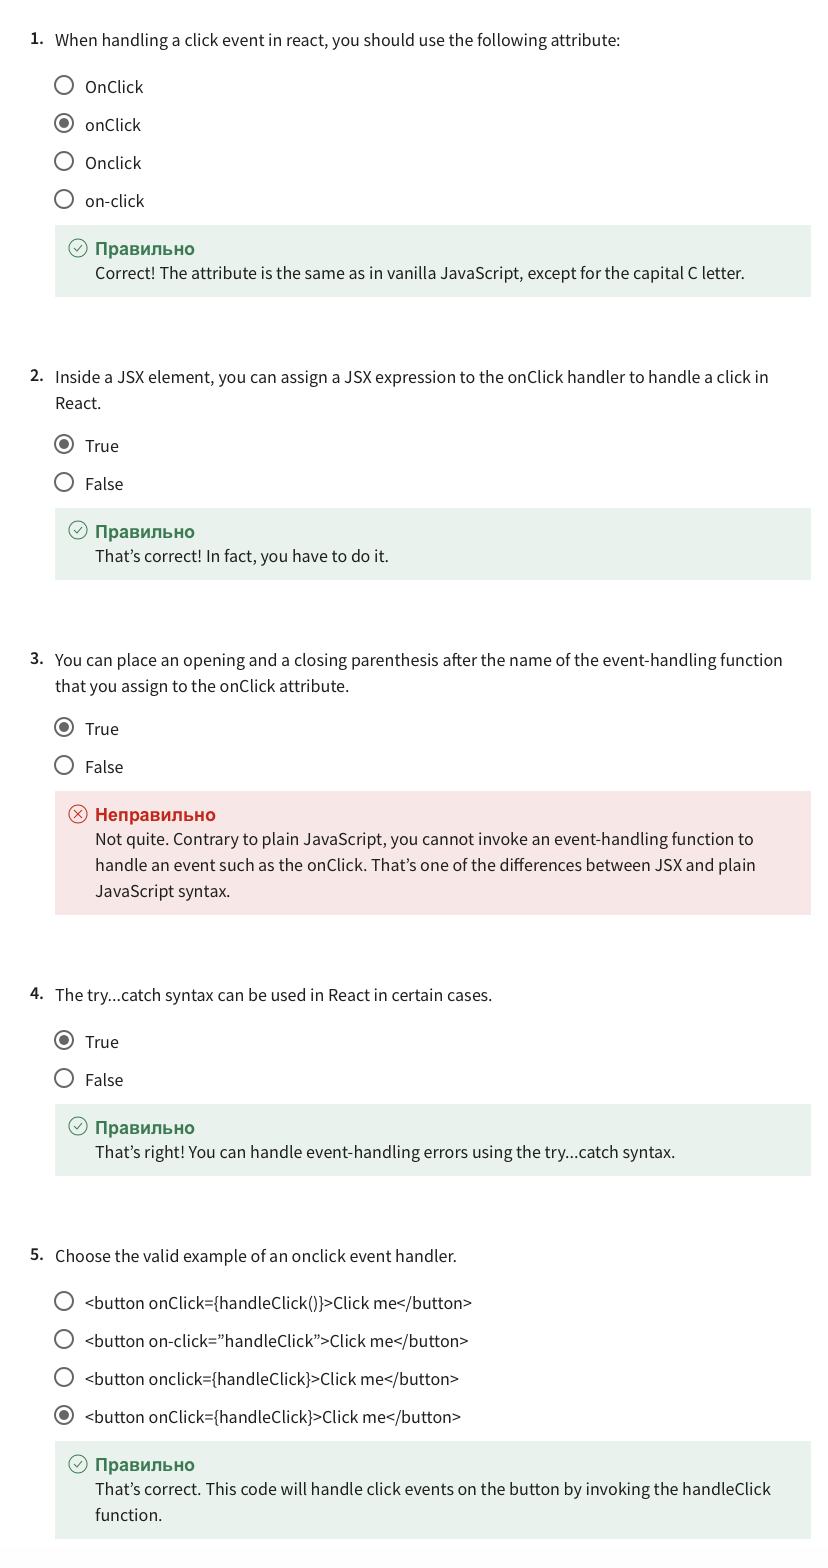 1. When handling a click event in react, you should use the following attribute:
OnClick
onClick
Onclick
on-click
Правильно
Correct! The attribute is the same as in vanilla JavaScript, except for the capital C letter.
2. Inside a JSX element, you can assign a JSX expression to the onClick handler to handle a click in
React.
True
False
Правильно
That’s correct! In fact, you have to do it.
3. You can place an opening and a closing parenthesis after the name of the event-handling function
that you assign to the onClick attribute.
True
False
Неправильно
Not quite. Contrary to plain JavaScript, you cannot invoke an event-handling function to
handle an event such as the onClick. That’s one of the differences between JSX and plain
JavaScript syntax.
4. The try...catch syntax can be used in React in certain cases.
True
False
Правильно
That’s right! You can handle event-handling errors using the try...catch syntax.
5. Choose the valid example of an onclick event handler.
<button onClick={handleClick()}>Click me</button>
<button on-click=”handleClick”>Click me</button>
<button onclick={handleClick}>Click me</button>
<button onClick={handleClick}>Click me</button>
Правильно
That’s correct. This code will handle click events on the button by invoking the handleClick
function.